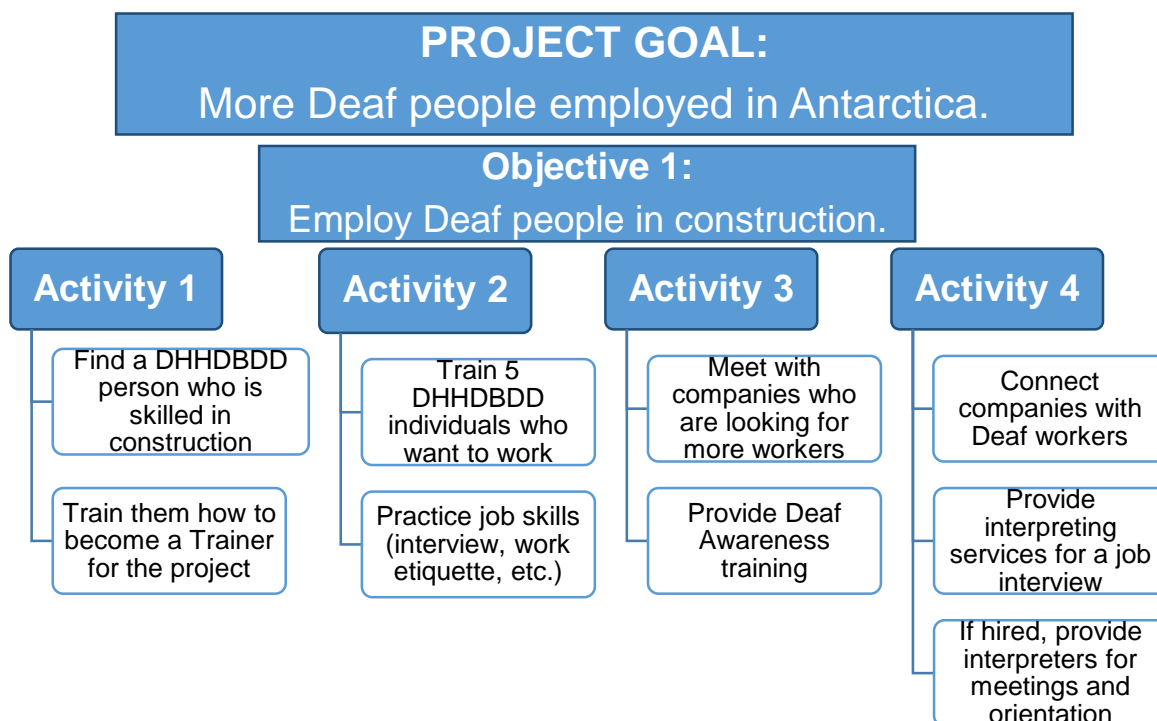 PROJECT GOAL:
More Deaf people employed in Antarctica.
Objective 1:
Employ Deaf people in construction.
Activity 1
Find a DHHDBDD
person who is
skilled in
construction
Train them how to
become a Trainer
for the project
Activity 2
Train 5
DHHDBDD
individuals who
want to work
Practice job skills
(interview, work
etiquette, etc.)
Activity 3
Meet with
companies who
are looking for
more workers
Provide Deaf
Awareness
training
Activity 4
Connect
companies with
Deaf workers
Provide
interpreting
services for a job
interview
If hired, provide
interpreters for
meetings and
orientation